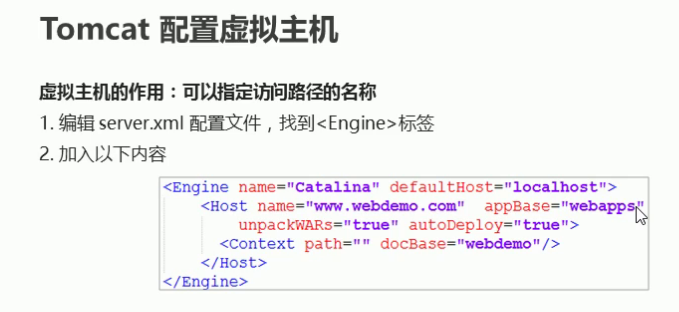 Tomcat 配置虚拟主机
虚拟主机的作用：可以指定访问路径的名称
1. 编辑 server.xml 配置文件，找到<Engine>标签
2. 加入以下内容
<Engine name="Catalina" defaultHost="localhost">
<Host name="www.webdemo.com" appBase="webapps"
unpackWARs="true" autoDeploy="true">
<Context path="" docBase="webdemo"/>
</Host>
</Engine>